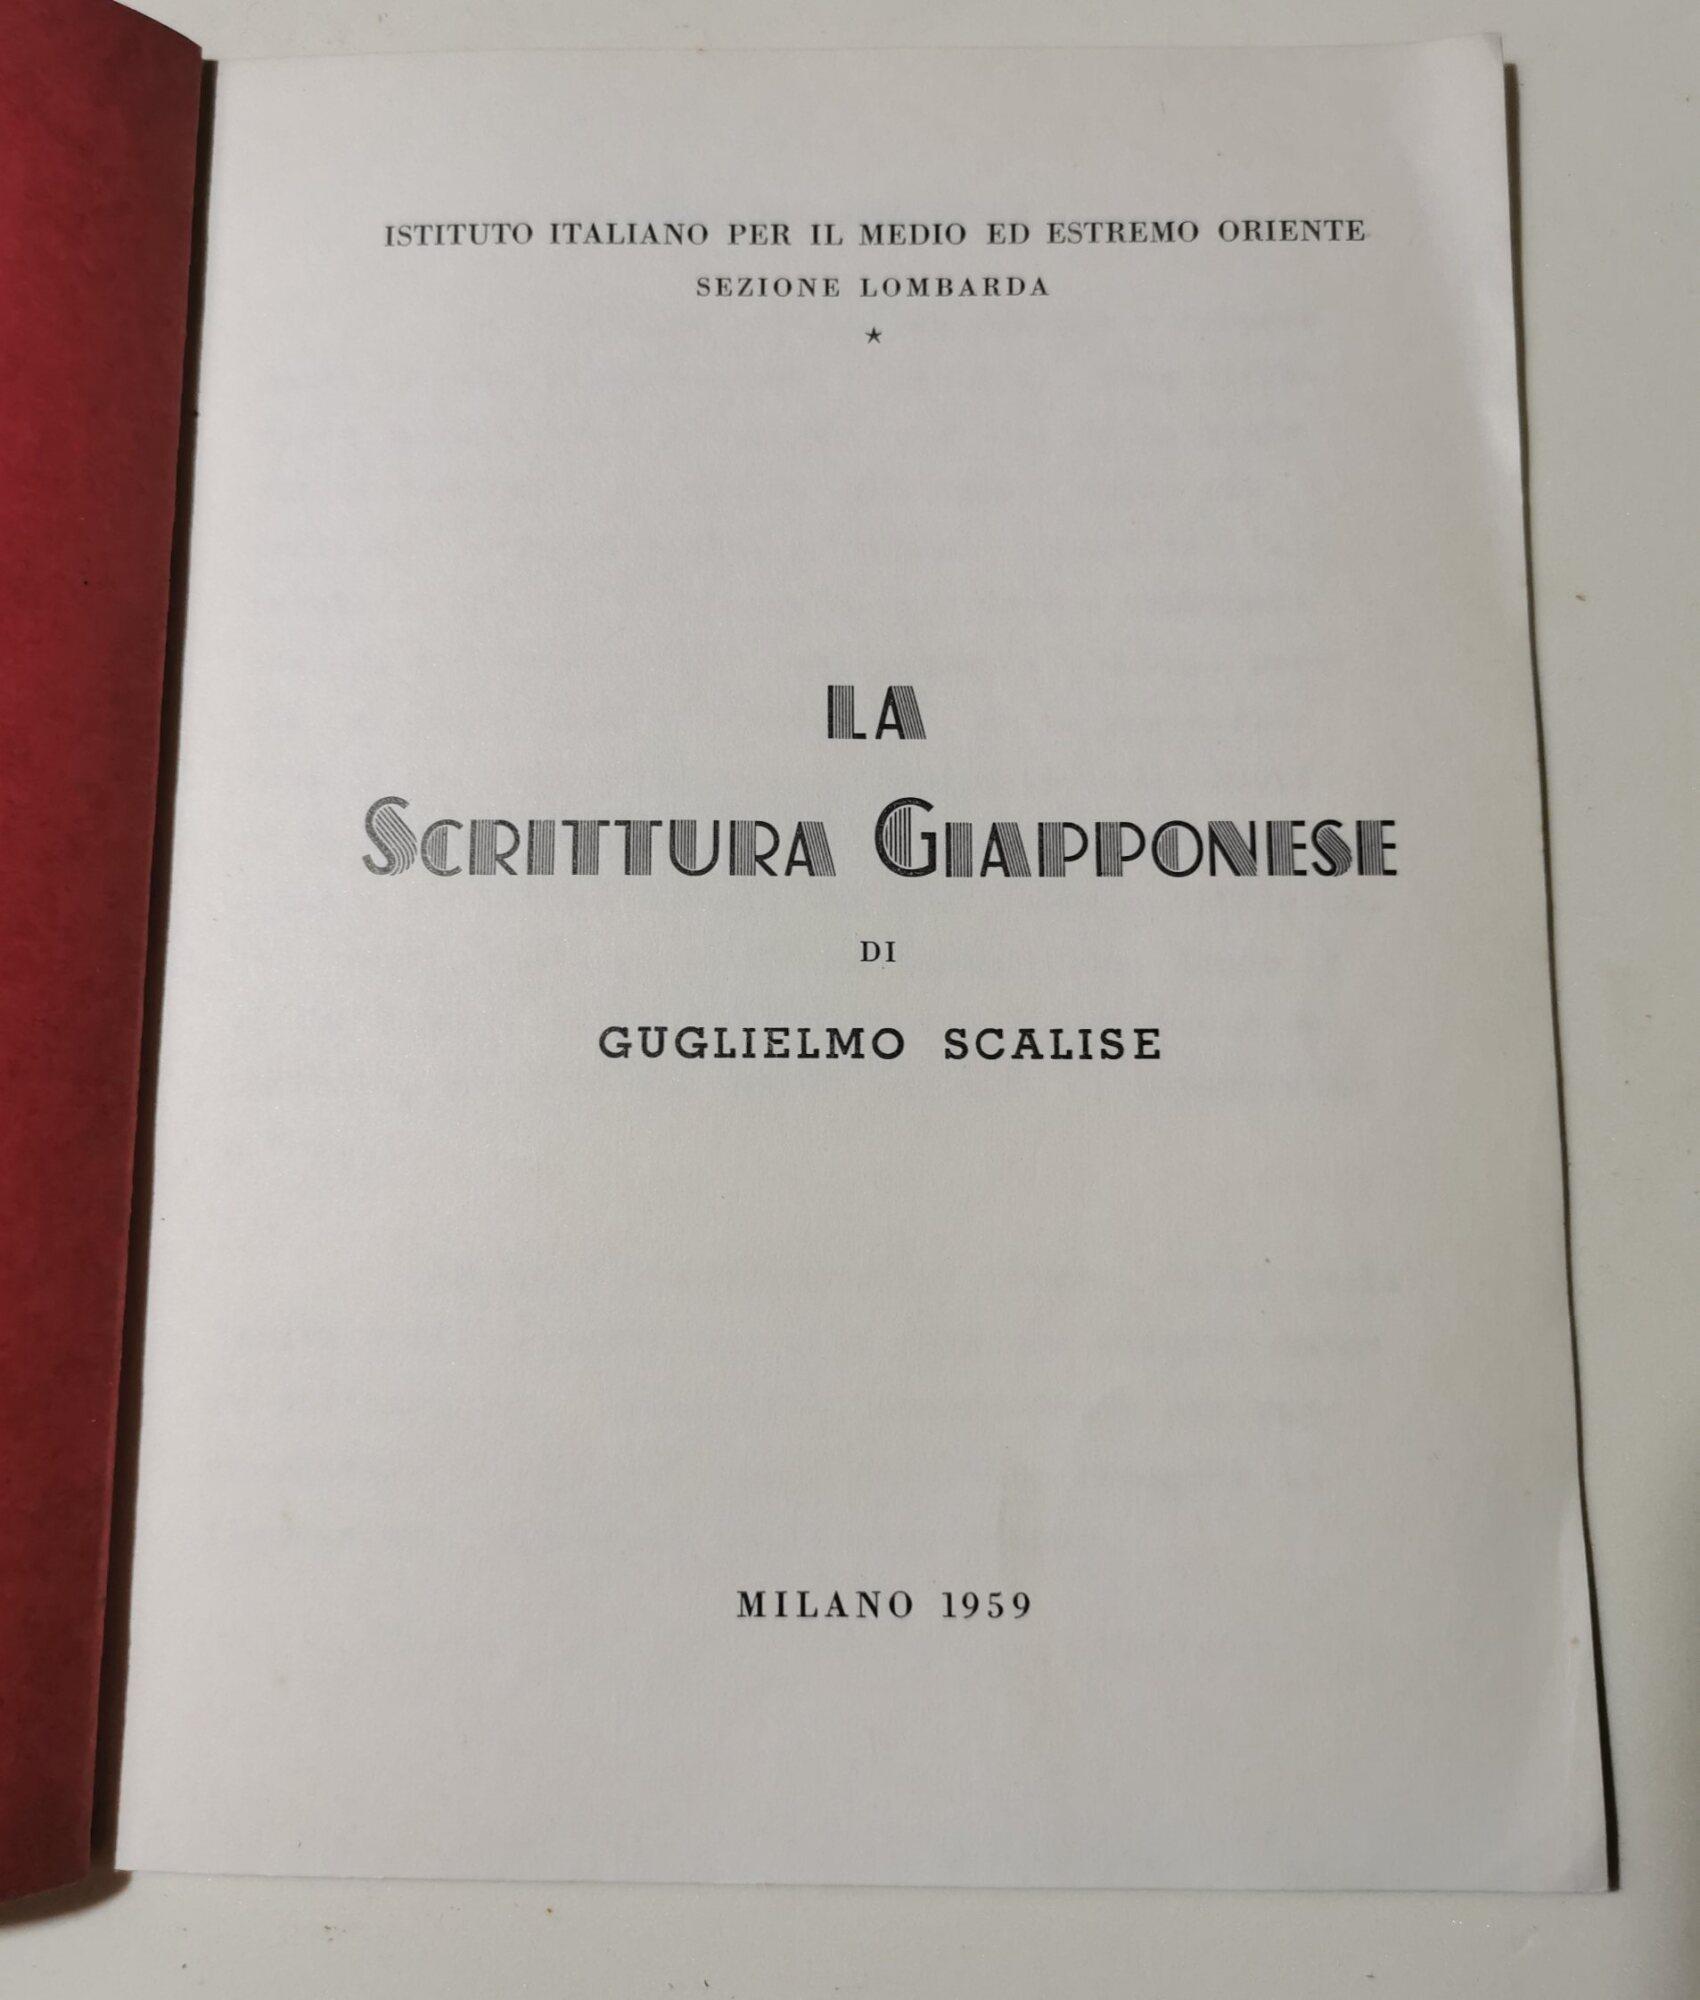 ISTITUTO ITALIANO PER IL MEDIO ED ESTREMO ORIENTE
SEZIONE LOMBARDA
★
LA
SCRITTURA GIAPPONESE
DI
GUGLIELMO SCALISE
MILANO 1959